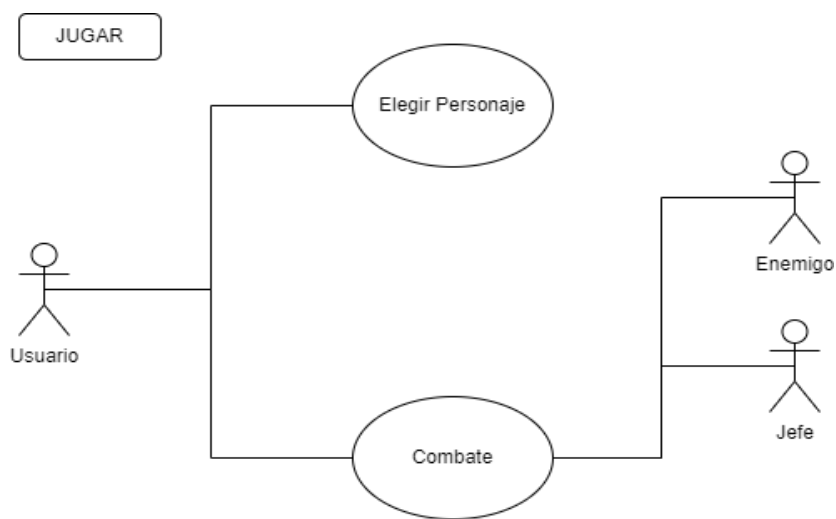 JUGAR
Elegir Personaje
Enemigo
Usuario
Jefe
Combate